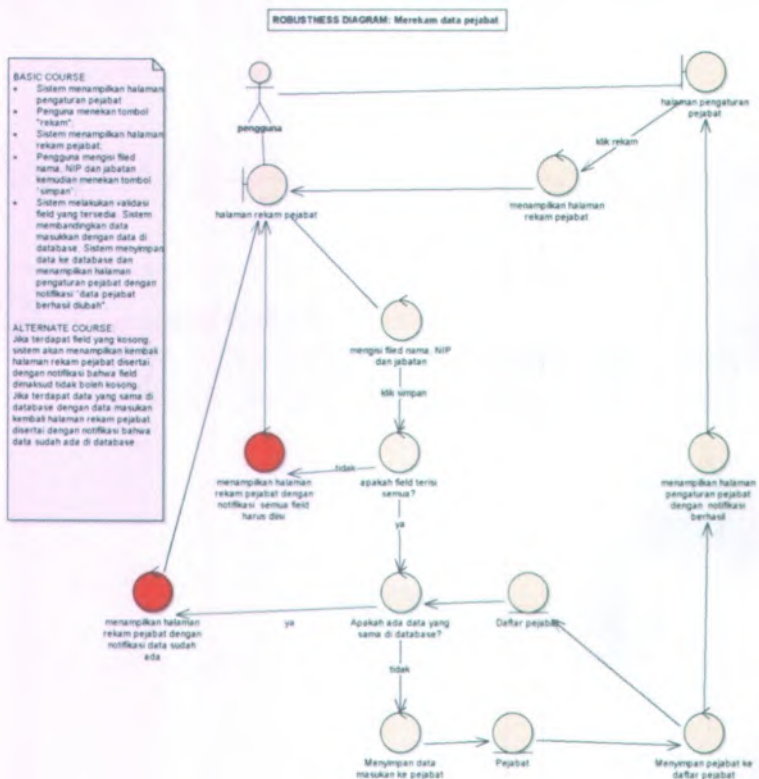 ROBUSTNESS DIAGRAM: Merekam data pejabat
BASIC COURSE
• Sistem menampilkan halaman
pengaturan pejabat
• Penguna menekan tombol
"rekam";
• Sistem menampilkan halaman
rekam pejabat;
• Pengguna mengisi filed
nama, NIP dan jabatan
kemudian menekan tombol
"simpan";
• Sistem melakukan validasi
field yang tersedia. Sistem
membandingkan data
masukkan dengan data di
database. Sistem menyimpan
data ke database dan
menampilkan halaman
pengaturan pejabat dengan
notifikasi "data pejabat
berhasil diubah".
ALTERNATE COURSE:
Jika terdapat field yang kosong,
sistem akan menampilkan kembali
halaman rekam pejabat disertai
dengan notifikasi bahwa field
dimaksud tidak boleh kosong.
Jika terdapat data yang sama di
database dengan data masukan
kembali halaman rekam pejabat
disertai dengan notifikasi bahwa
data sudah ada di database
pengguna
halaman pengaturan
pejabat
klik rekam
menampilkan halaman
rekam pejabat
halaman rekam pejabat
mengisi filed nama, NIP
dan jabatan
klik simpan
tidak
apakah field terisi
semua?
menampilkan halaman
rekam pejabat dengan
notifikasi semua field
harus diisi
ya
menampilkan halaman
pengaturan pejabat
dengan notifikasi
berhasil
menampilkan halaman
rekam pejabat dengan
notifikasi data sudah
ada
ya
Apakah ada data yang
sama di database?
Daftar pejabat
tidak
Menyimpan data
masukan ke pejabat
Pejabat
Menyimpan pejabat ke
daftar pejabat